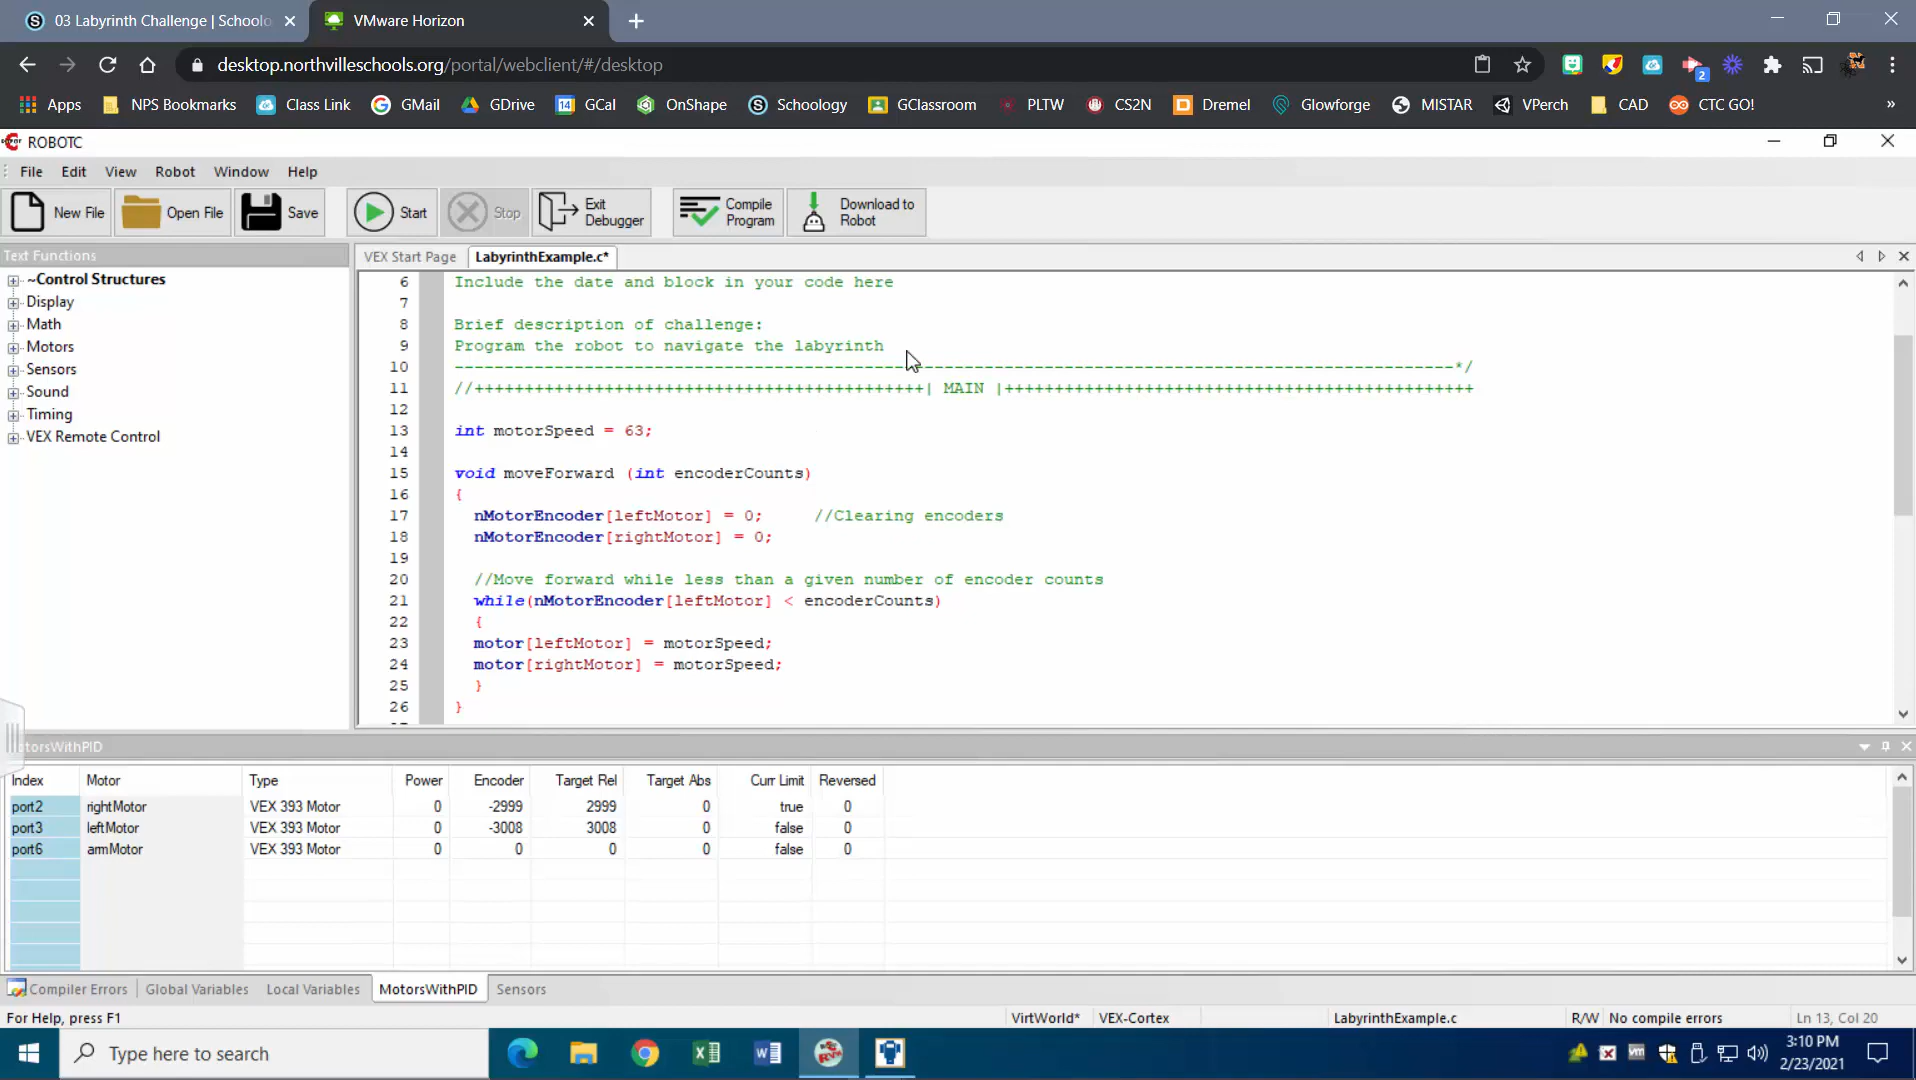 03 Labyrinth Challenge | Schoolo
VMware Horizon
desktop.northvilleschools.org/portal/webclient/#/desktop
2
Apps NPS Bookmarks Class Link GMail GDrive 14 GCal OnShape Schoology GClassroom PLTW CS2N Dremel Glowforge MISTAR VPerch CAD CTC GO! »
ROBOTC
File Edit View Robot Window Help
New File Open File Save Start Stop Exit Debugger Compile Program Download to Robot
Text Functions
VEX Start Page LabyrinthExample.c*
~Control Structures
Display
Math
Motors
Sensors
Sound
Timing
VEX Remote Control
6 Include the date and block in your code here
7
8 Brief description of challenge:
9 Program the robot to navigate the labyrinth
10 ----------------------------------------------------------------------------------------------------*/
11 //+++++++++++++++++++++++++++++++++++++++++++++| MAIN |+++++++++++++++++++++++++++++++++++++++++++++++
12
13 int motorSpeed = 63;
14
15 void moveForward (int encoderCounts)
16 {
17 nMotorEncoder[leftMotor] = 0; //Clearing encoders
18 nMotorEncoder[rightMotor] = 0;
19
20 //Move forward while less than a given number of encoder counts
21 while(nMotorEncoder[leftMotor] < encoderCounts)
22 {
23 motor[leftMotor] = motorSpeed;
24 motor[rightMotor] = motorSpeed;
25 }
26 }
otorsWithPID
Index Motor Type Power Encoder Target Rel Target Abs Curr Limit Reversed
port2 rightMotor VEX 393 Motor 0 -2999 2999 0 true 0
port3 leftMotor VEX 393 Motor 0 -3008 3008 0 false 0
port6 armMotor VEX 393 Motor 0 0 0 0 false 0
Compiler Errors Global Variables Local Variables MotorsWithPID Sensors
For Help, press F1 VirtWorld* VEX-Cortex LabyrinthExample.c R/W No compile errors Ln 13, Col 20
Type here to search
3:10 PM
2/23/2021